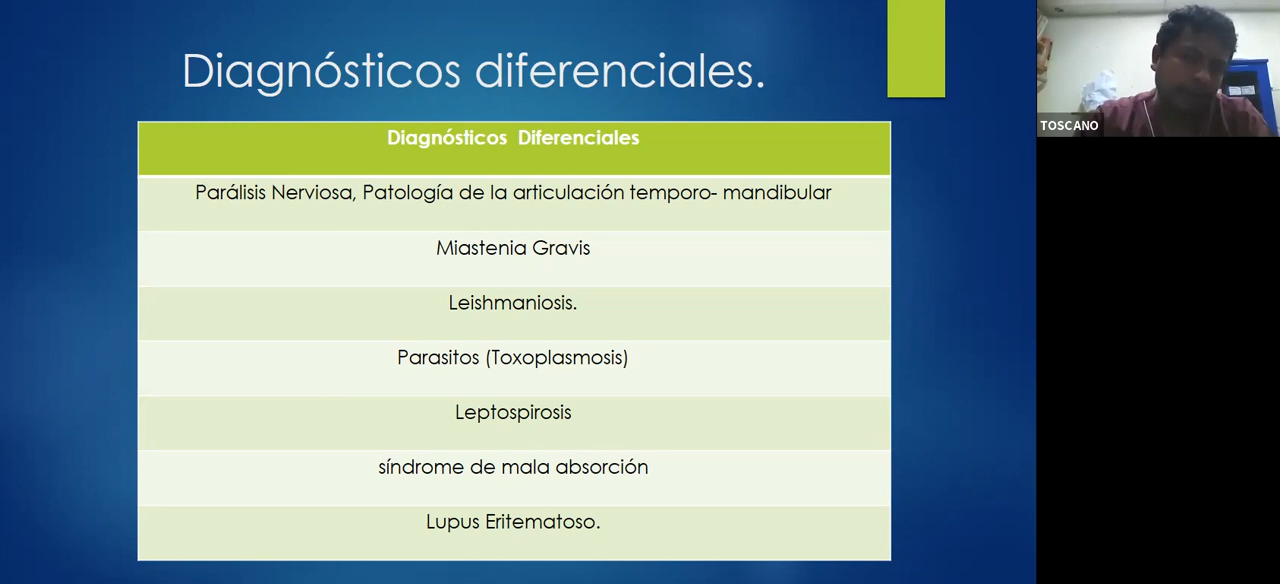 Diagnósticos diferenciales.
Diagnósticos Diferenciales
Parálisis Nerviosa, Patología de la articulación temporo- mandibular
Miastenia Gravis
Leishmaniosis.
Parasitos (Toxoplasmosis)
Leptospirosis
síndrome de mala absorción
Lupus Eritematoso.
TOSCANO